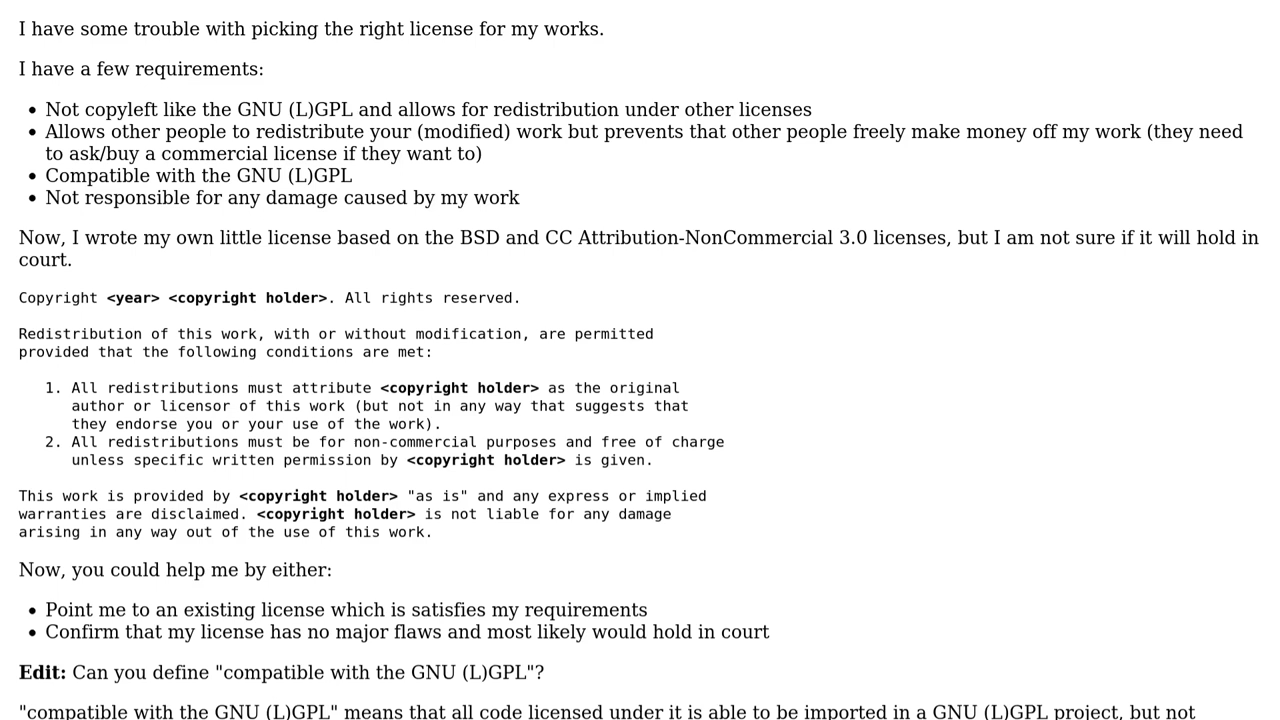 I have some trouble with picking the right license for my works.
I have a few requirements:
• Not copyleft like the GNU (L)GPL and allows for redistribution under other licenses
• Allows other people to redistribute your (modified) work but prevents that other people freely make money off my work (they need
to ask/buy a commercial license if they want to)
• Compatible with the GNU (L)GPL
• Not responsible for any damage caused by my work
Now, I wrote my own little license based on the BSD and CC Attribution-NonCommercial 3.0 licenses, but I am not sure if it will hold in
court.
Copyright <year> <copyright holder>. All rights reserved.
Redistribution of this work, with or without modification, are permitted
provided that the following conditions are met:
1. All redistributions must attribute <copyright holder> as the original
author or licensor of this work (but not in any way that suggests that
they endorse you or your use of the work).
2. All redistributions must be for non-commercial purposes and free of charge
unless specific written permission by <copyright holder> is given.
This work is provided by <copyright holder> "as is" and any express or implied
warranties are disclaimed. <copyright holder> is not liable for any damage
arising in any way out of the use of this work.
Now, you could help me by either:
• Point me to an existing license which is satisfies my requirements
• Confirm that my license has no major flaws and most likely would hold in court
Edit: Can you define "compatible with the GNU (L)GPL"?
"compatible with the GNU (L)GPL" means that all code licensed under it is able to be imported in a GNU (L)GPL project, but not